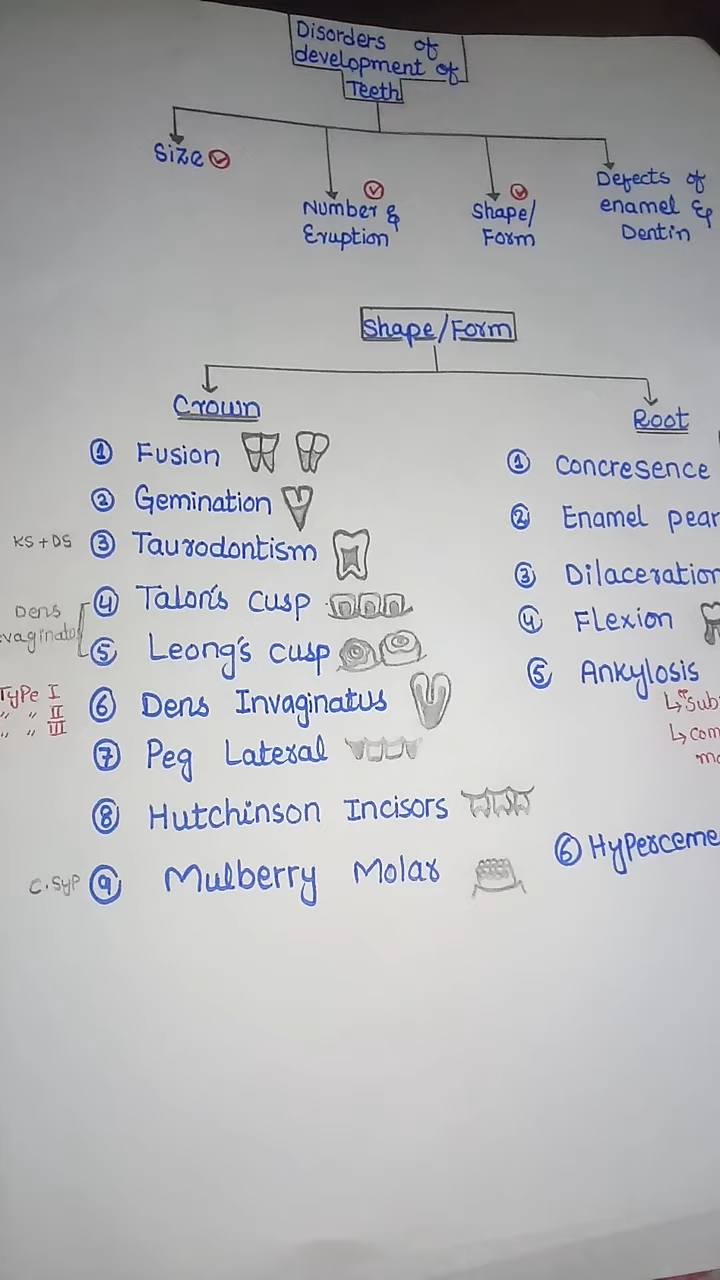 Disorders of
development of
Teeth
Size
Number &
Eruption
Shape/
Form
Defects of
enamel &
Dentin
Shape/Form
Crown
① Fusion
② Gemination
KS + DS ③ Taurodontism
④ Talon's cusp
Dens
⑤ Leong's cusp
Type I
" " II
" " III
⑥ Dens Invaginatus
⑦ Peg Lateral
⑧ Hutchinson Incisors
C. Syp ⑨ Mulberry Molar
Root
① Concresence
② Enamel pear
③ Dilaceration
④ Flexion
⑤ Ankylosis
↳ Sub
↳ com
⑥ Hyperceme